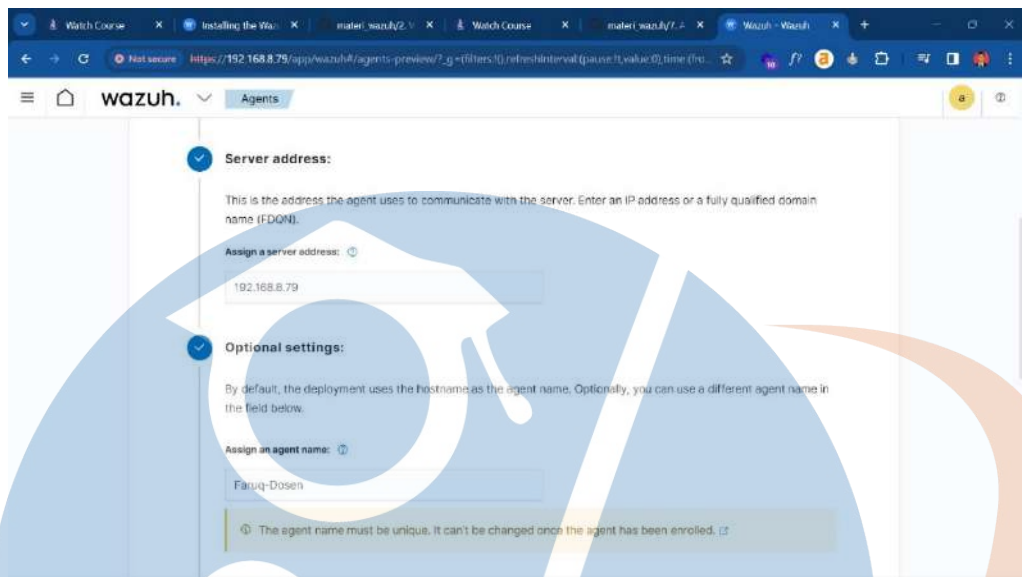 Watch Course
Installing the Waz
materi_wazuh/2.
Watch Course
materi_wazuh/7.
Wazuh - Wazuh
Not secure https://192.168.8.79/app/wazuh#/agents-preview/?_g=(filters:!(),refreshInterval:(pause:!t,value:0),time:(fro...
wazuh. Agents
a
Server address:
This is the address the agent uses to communicate with the server. Enter an IP address or a fully qualified domain
name (FDQN).
Assign a server address:
192.168.8.79
Optional settings:
By default, the deployment uses the hostname as the agent name. Optionally, you can use a different agent name in
the field below.
Assign an agent name:
Faruq-Dosen
The agent name must be unique. It can't be changed once the agent has been enrolled.